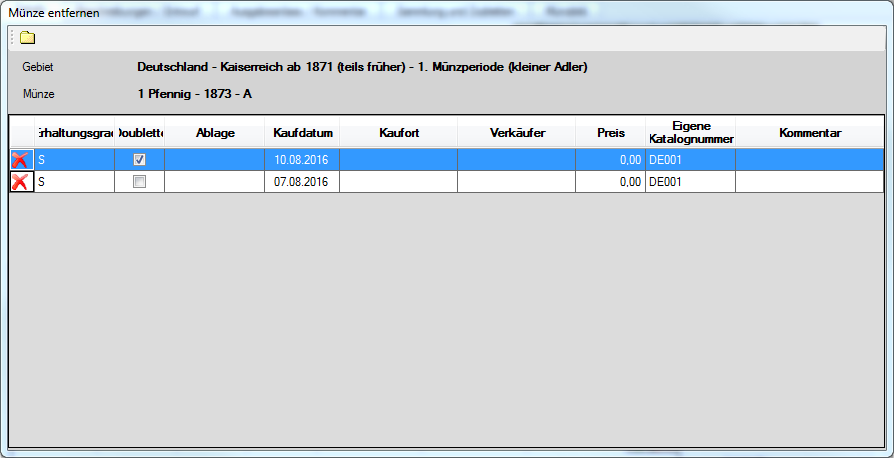 Münze entfernen
Gebiet Deutschland - Kaiserreich ab 1871 (teils früher) - 1. Münzperiode (kleiner Adler)
Münze 1 Pfennig - 1873 - A
Erhaltungsgrad Doublette Ablage Kaufdatum Kaufort Verkäufer Preis Eigene Katalognummer Kommentar
S 10.08.2016 0,00 DE001
S 07.08.2016 0,00 DE001